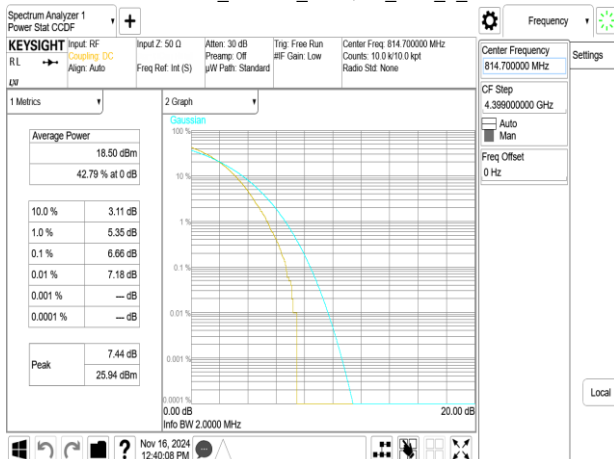 Spectrum Analyzer 1
Power Stat CCDF
+
Frequency
KEYSIGHT
RL
Input: RF
Coupling: DC
Align: Auto
Input Z: 50 Ω
Freq Ref: Int (S)
Atten: 30 dB
Preamp: Off
µW Path: Standard
Trig: Free Run
#IF Gain: Low
Center Freq: 814.700000 MHz
Counts: 10.0 k/10.0 kpt
Radio Std: None
Center Frequency
814.700000 MHz
Settings
CF Step
4.399000000 GHz
Auto
Man
Freq Offset
0 Hz
1 Metrics
2 Graph
Average Power
18.50 dBm
42.79 % at 0 dB
10.0 % 3.11 dB
1.0 % 5.35 dB
0.1 % 6.66 dB
0.01 % 7.18 dB
0.001 % --- dB
0.0001 % --- dB
Peak
7.44 dB
25.94 dBm
Gaussian
100 %
10 %
1 %
0.1 %
0.01 %
0.001 %
0.0001 %
0.00 dB 20.00 dB
Info BW 2.0000 MHz
Local
?
Nov 16, 2024
12:40:08 PM